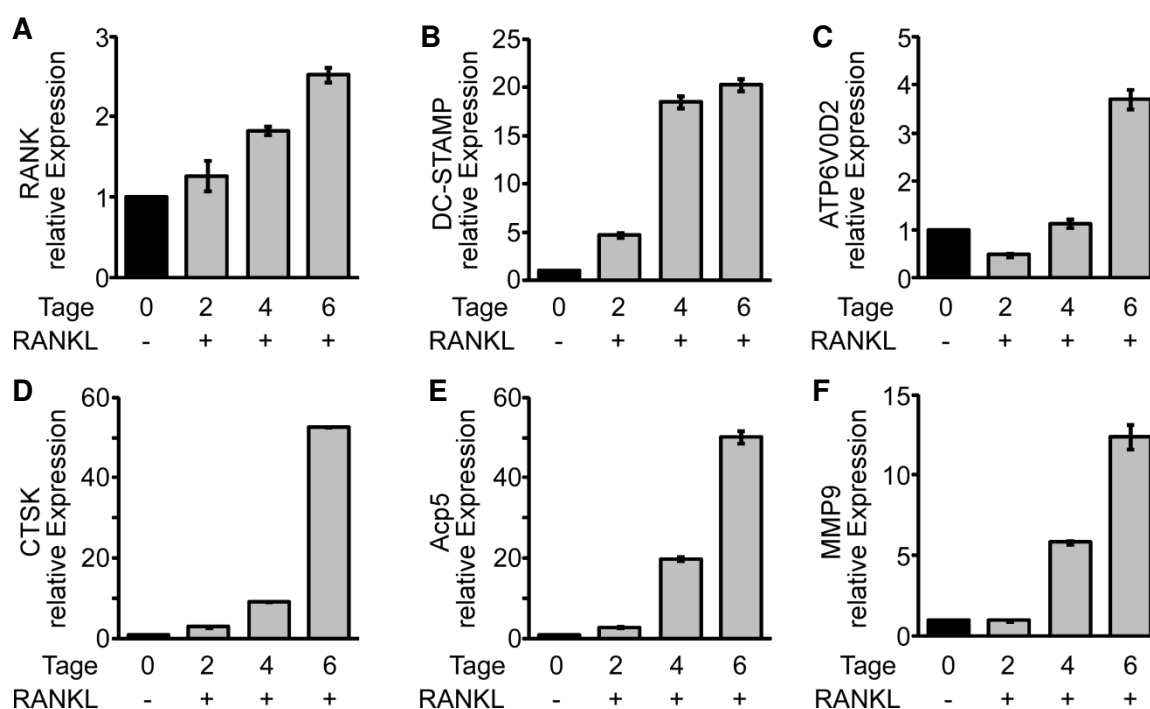 A
RANK
relative Expression
3
2
1
0
Tage 0 2 4 6
RANKL - + + +
B
DC-STAMP
relative Expression
25
20
15
10
5
0
Tage 0 2 4 6
RANKL - + + +
C
ATP6V0D2
relative Expression
5
4
3
2
1
0
Tage 0 2 4 6
RANKL - + + +
D
CTSK
relative Expression
60
40
20
0
Tage 0 2 4 6
RANKL - + + +
E
Acp5
relative Expression
60
40
20
0
Tage 0 2 4 6
RANKL - + + +
F
MMP9
relative Expression
15
10
5
0
Tage 0 2 4 6
RANKL - + + +